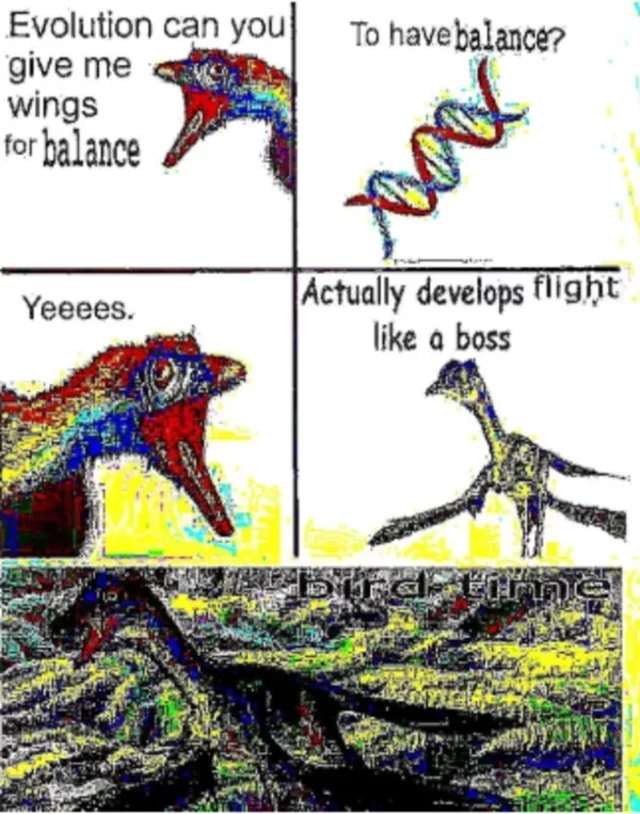 Evolution can you
give me
wings
for balance
To have balance?
Yeeees.
Actually develops flight
like a boss
bird time